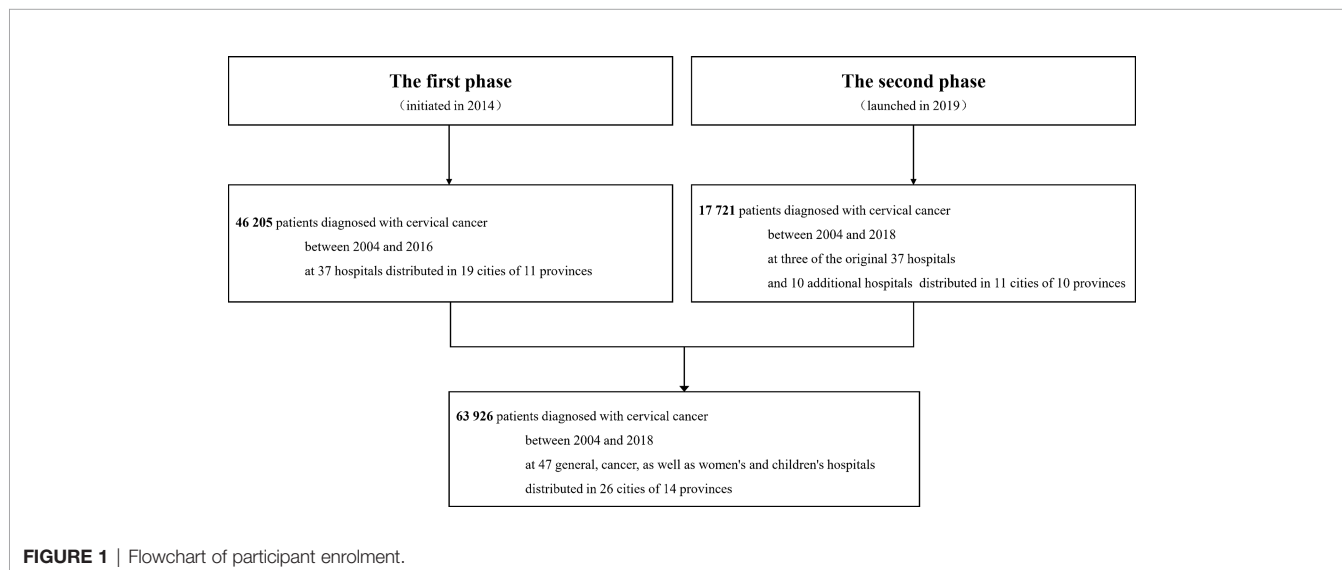 The first phase
（initiated in 2014）
46 205 patients diagnosed with cervical cancer
between 2004 and 2016
at 37 hospitals distributed in 19 cities of 11 provinces
The second phase
（launched in 2019）
17 721 patients diagnosed with cervical cancer
between 2004 and 2018
at three of the original 37 hospitals
and 10 additional hospitals distributed in 11 cities of 10 provinces
63 926 patients diagnosed with cervical cancer
between 2004 and 2018
at 47 general, cancer, as well as women's and children's hospitals
distributed in 26 cities of 14 provinces
FIGURE 1 | Flowchart of participant enrolment.